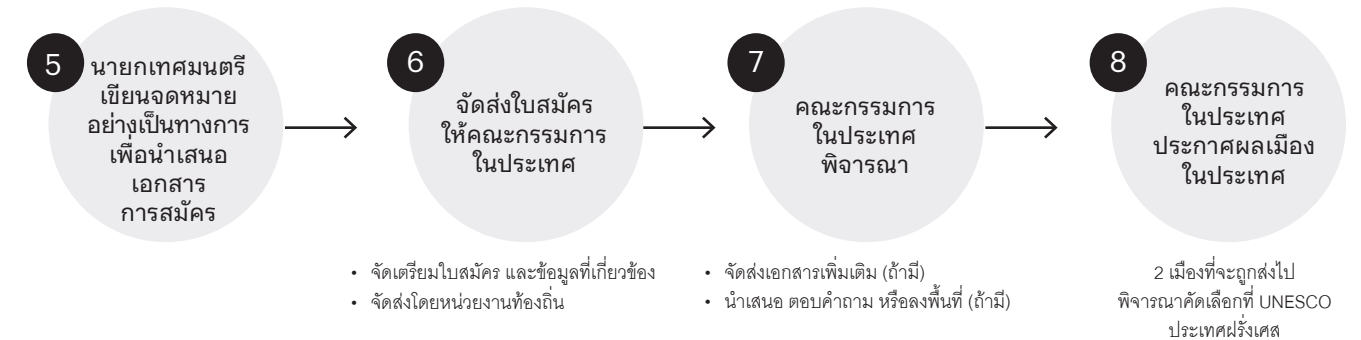 5
นายกเทศมนตรี
เขียนจดหมาย
อย่างเป็นทางการ
เพื่อนำเสนอ
เอกสาร
การสมัคร
6
จัดส่งใบสมัคร
ให้คณะกรรมการ
ในประเทศ
• จัดเตรียมใบสมัคร และข้อมูลที่เกี่ยวข้อง
• จัดส่งโดยหน่วยงานท้องถิ่น
7
คณะกรรมการ
ในประเทศ
พิจารณา
• จัดส่งเอกสารเพิ่มเติม (ถ้ามี)
• นำเสนอ ตอบคำถาม หรือลงพื้นที่ (ถ้ามี)
8
คณะกรรมการ
ในประเทศ
ประกาศผลเมือง
ในประเทศ
2 เมืองที่จะถูกส่งไป
พิจารณาคัดเลือกที่ UNESCO
ประเทศฝรั่งเศส